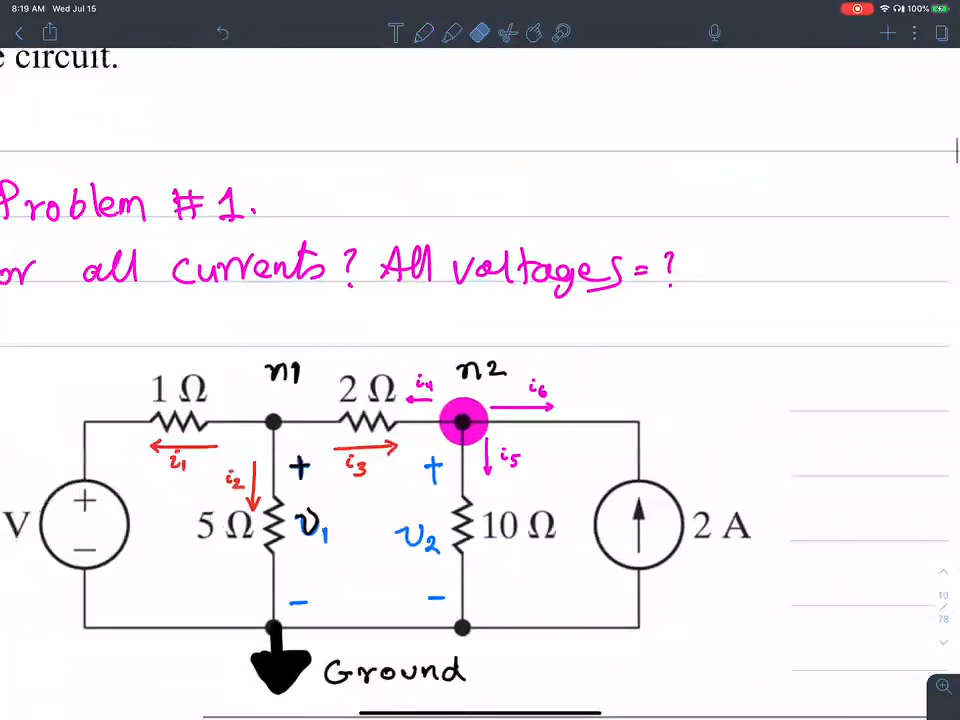 8:19 AM Wed Jul 15
100%
e circuit.
Problem # 1.
or all currents? All voltages = ?
1 Ω
n1
2 Ω
i4
n2
i6
i1
i2
+
i3
+
i5
+
V
5 Ω
v1
v2
10 Ω
2 A
10
/
78
Ground